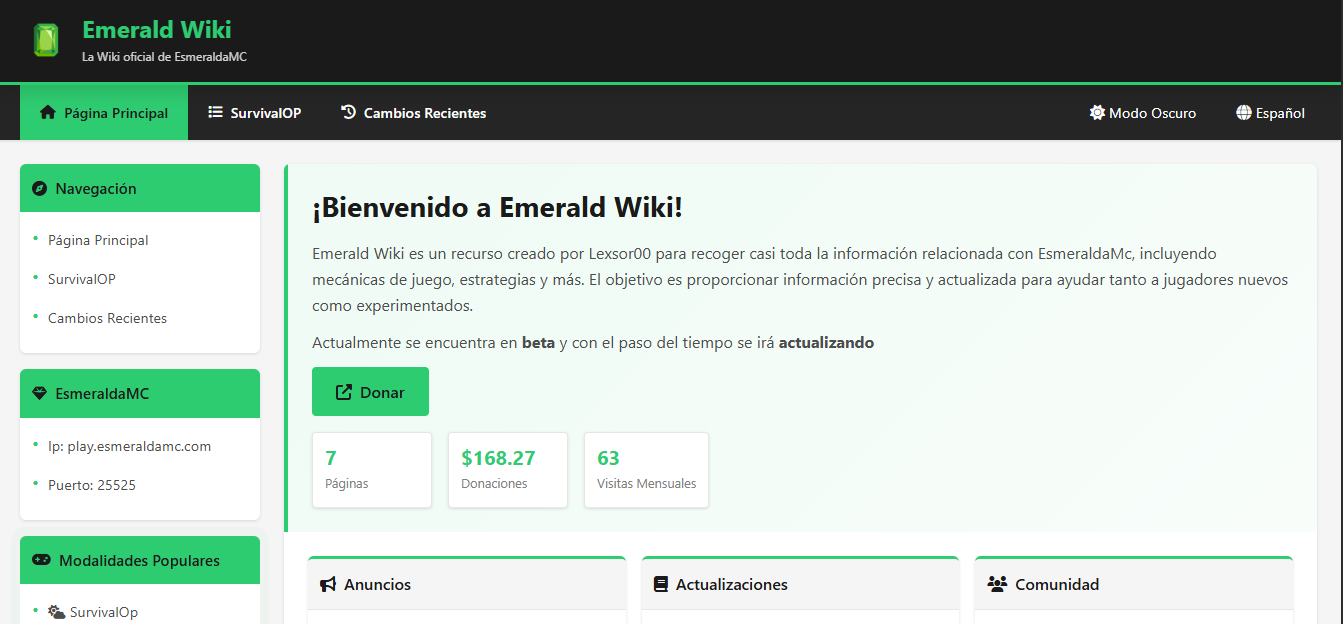 Emerald Wiki
La Wiki oficial de EsmeraldaMC
Página Principal
SurvivalOP
Cambios Recientes
Modo Oscuro
Español
Navegación
Página Principal
SurvivalOP
Cambios Recientes
EsmeraldaMC
Ip: play.esmeraldamc.com
Puerto: 25525
Modalidades Populares
SurvivalOp
¡Bienvenido a Emerald Wiki!
Emerald Wiki es un recurso creado por Lexsor00 para recoger casi toda la información relacionada con EsmeraldaMc, incluyendo
mecánicas de juego, estrategias y más. El objetivo es proporcionar información precisa y actualizada para ayudar tanto a jugadores nuevos
como experimentados.
Actualmente se encuentra en beta y con el paso del tiempo se irá actualizando
Donar
7
Páginas
$168.27
Donaciones
63
Visitas Mensuales
Anuncios
Actualizaciones
Comunidad